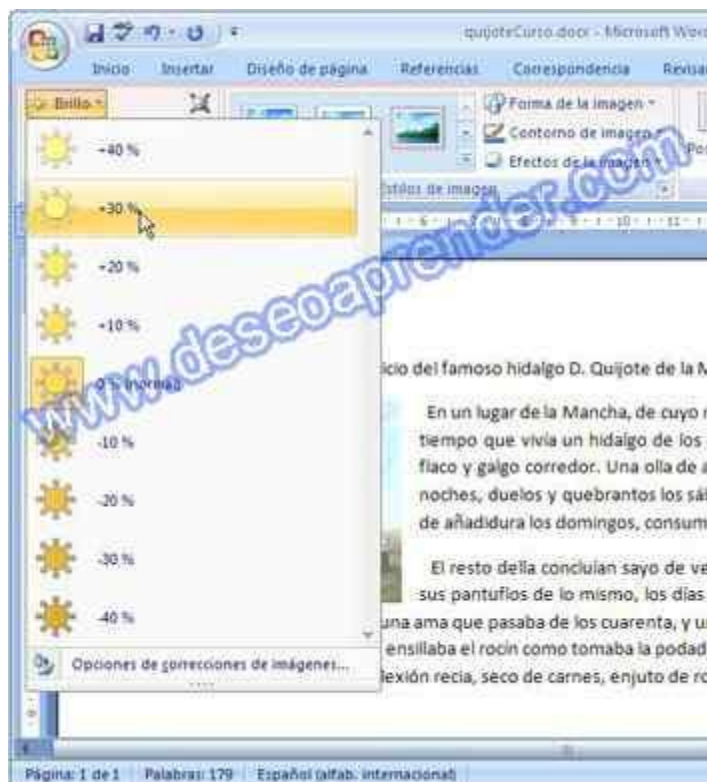 quijoteCurso.docx - Microsoft Word
Inicio Insertar Diseño de página Referencias Correspondencia Revisar
Brillo
Forma de la imagen
Contorno de imagen
Efectos de la imagen
Estilos de imagen
+40 %
+30 %
+20 %
+10 %
0 % (normal)
-10 %
-20 %
-30 %
-40 %
Opciones de correcciones de imágenes...
6 8 9 10 11
www.deseoaprender.com
icio del famoso hidalgo D. Quijote de la M
En un lugar de la Mancha, de cuyo
tiempo que vivía un hidalgo de los
flaco y galgo corredor. Una olla de a
noches, duelos y quebrantos los sá
de añadidura los domingos, consum
El resto della concluían sayo de ve
sus pantuflos de lo mismo, los días
una ama que pasaba de los cuarenta, y u
ensillaba el rocín como tomaba la podad
lexión recia, seco de carnes, enjuto de ro
Página: 1 de 1 Palabras: 179 Español (alfab. internacional)